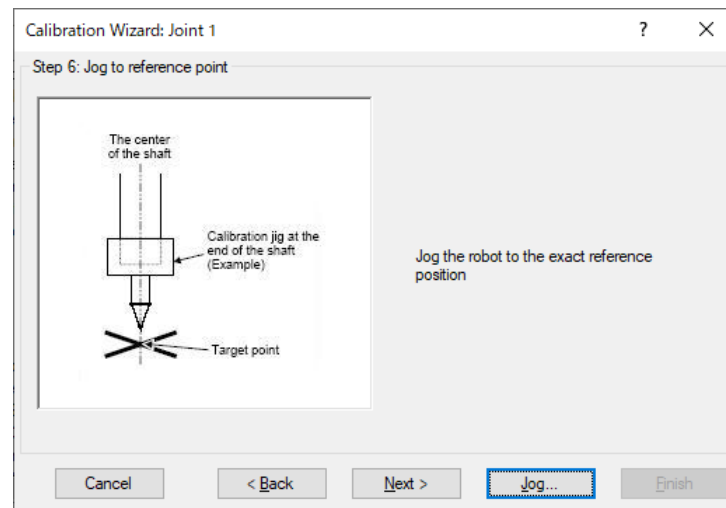 Calibration Wizard: Joint 1
?
Step 6: Jog to reference point
The center
of the shaft
Calibration jig at the
end of the shaft
(Example)
Target point
Jog the robot to the exact reference
position
Cancel
< Back
Next >
Jog...
Finish